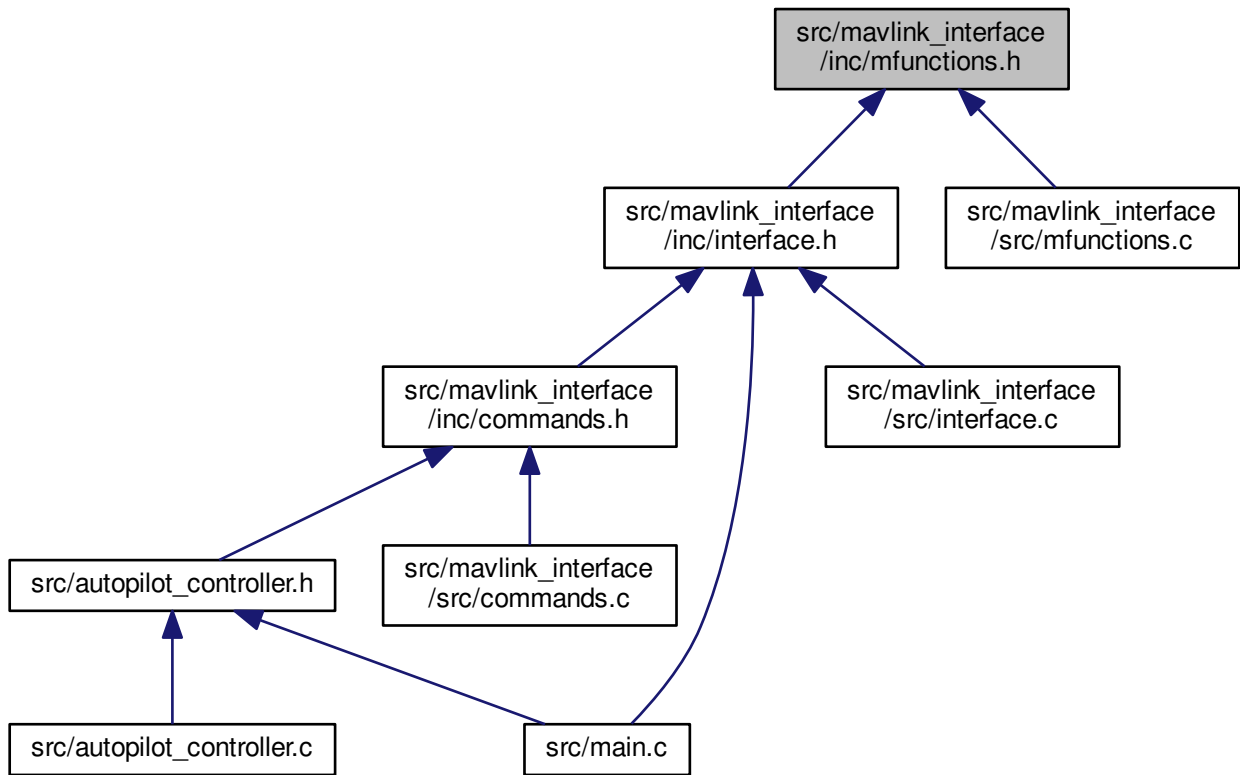 src/mavlink_interface
/inc/mfunctions.h
src/mavlink_interface
/inc/interface.h
src/mavlink_interface
/src/mfunctions.c
src/mavlink_interface
/inc/commands.h
src/mavlink_interface
/src/interface.c
src/autopilot_controller.h
src/mavlink_interface
/src/commands.c
src/autopilot_controller.c
src/main.c